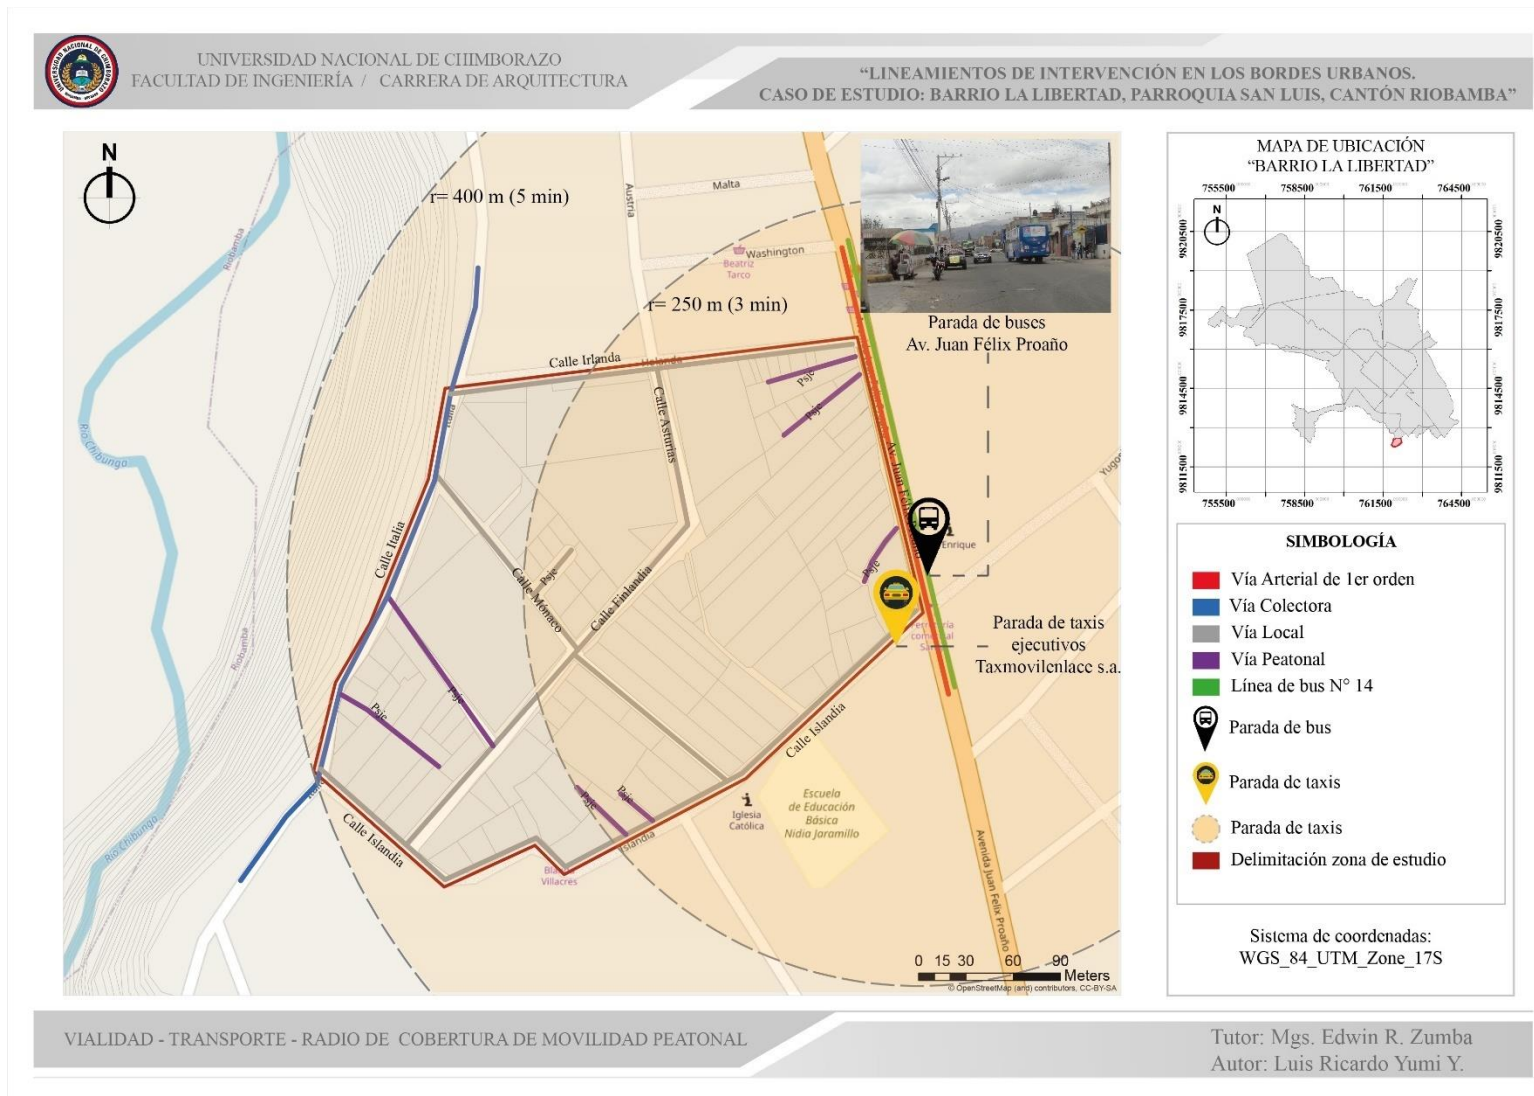 UNIVERSIDAD NACIONAL DE CHIMBORAZO
FACULTAD DE INGENIERÍA / CARRERA DE ARQUITECTURA
“LINEAMIENTOS DE INTERVENCIÓN EN LOS BORDES URBANOS.
CASO DE ESTUDIO: BARRIO LA LIBERTAD, PARROQUIA SAN LUIS, CANTÓN RIOBAMBA”
N
r= 400 m (5 min)
r= 250 m (3 min)
Malta
Austria
Washington
Beatriz
Tarco
Riobamba
Río Chibunga
Parada de buses
Av. Juan Félix Proaño
Calle Irlanda
Holanda
Calle Asturias
Psje
Psje
Av. Juan Félix
Calle Italia
Italia
Calle Mónaco
Psje
Calle Finlandia
Psje
Enrique
Parada de taxis
ejecutivos
Taxmovilenlace s.a.
Riobamba
Psje
Psje
Calle Islandia
Psje
Psje
Calle Islandia
Islandia
Villacres
Iglesia
Católica
Escuela
de Educación
Básica
Nidia Jaramillo
Avenida Juan Felix Proaño
Río Chibunga
0 15 30 60 90
Meters
© OpenStreetMap (and) contributors, CC-BY-SA
MAPA DE UBICACIÓN
“BARRIO LA LIBERTAD”
755500 758500 761500 764500
N
9820500 9820500
9817500 9817500
9814500 9814500
9811500 9811500
755500 758500 761500 764500
SIMBOLOGÍA
Vía Arterial de 1er orden
Vía Colectora
Vía Local
Vía Peatonal
Línea de bus N° 14
Parada de bus
Parada de taxis
Parada de taxis
Delimitación zona de estudio
Sistema de coordenadas:
WGS_84_UTM_Zone_17S
VIALIDAD - TRANSPORTE - RADIO DE COBERTURA DE MOVILIDAD PEATONAL
Tutor: Mgs. Edwin R. Zumba
Autor: Luis Ricardo Yumi Y.